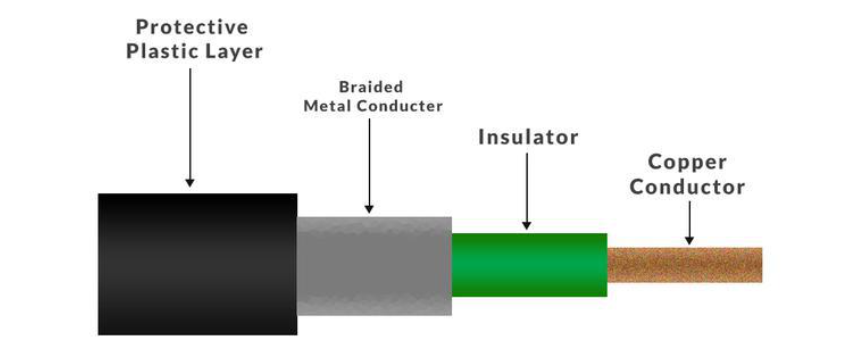 Protective
Plastic Layer
Braided
Metal Conducter
Insulator
Copper
Conductor